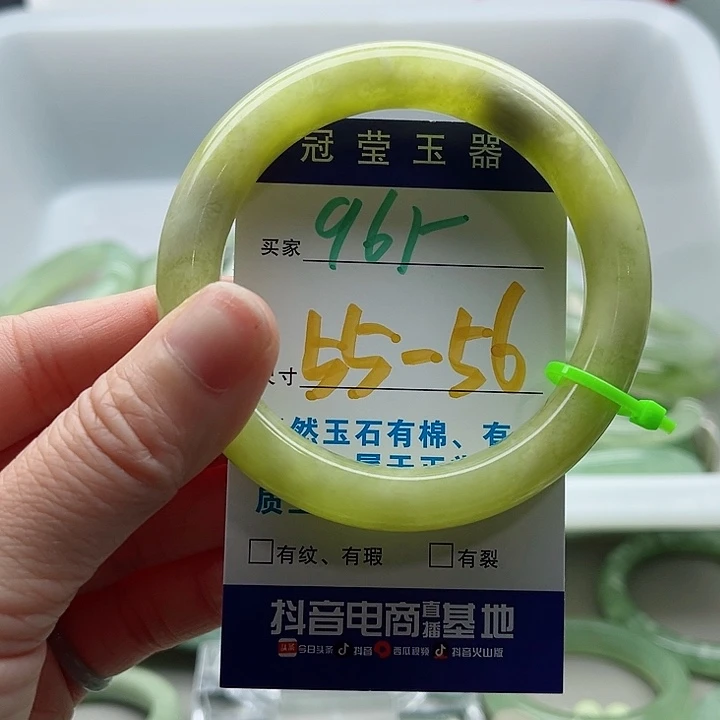 冠莹玉器
买家 965
寸 55-56
然玉石有棉、有
质
□有纹、有瑕 □有裂
抖音电商直播基地
今日头条 抖音 西瓜视频 抖音火山版